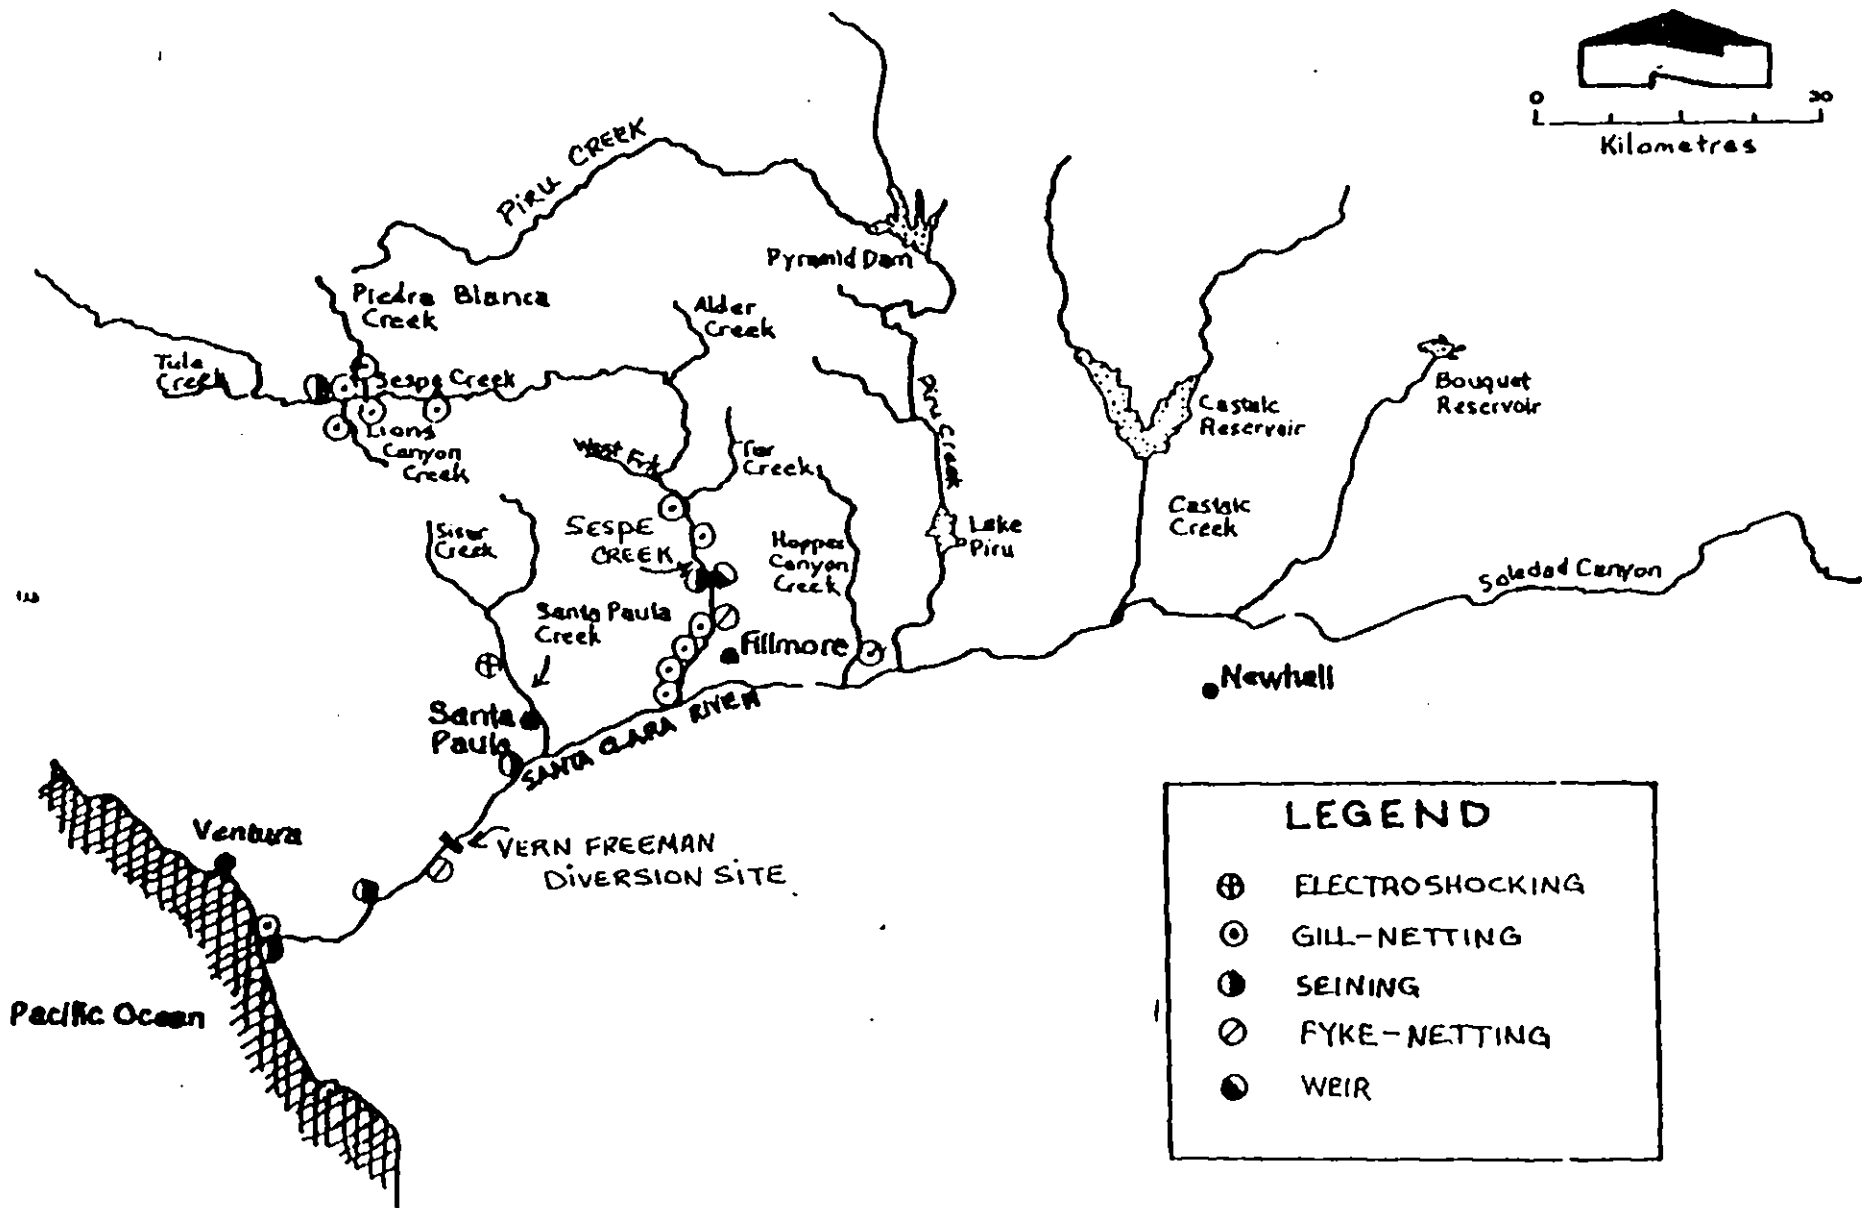 0
Kilometres
PIRU CREEK
Pyramid Dam
Piedra Blanca
Creek
Alder
Creek
Tule
Creek
Sespe Creek
Lions
Canyon
Creek
West Frk
Tar
Creek
Piru Creek
Castaic
Reservoir
Bouquet
Reservoir
Sisar
Creek
SESPE
CREEK
Hopper
Canyon
Creek
Lake
Piru
Castaic
Creek
Soledad Canyon
Santa Paula
Creek
Fillmore
Newhall
Santa
Paula
SANTA CLARA RIVER
Ventura
VERN FREEMAN
DIVERSION SITE
Pacific Ocean
LEGEND
ELECTROSHOCKING
GILL-NETTING
SEINING
FYKE-NETTING
WEIR